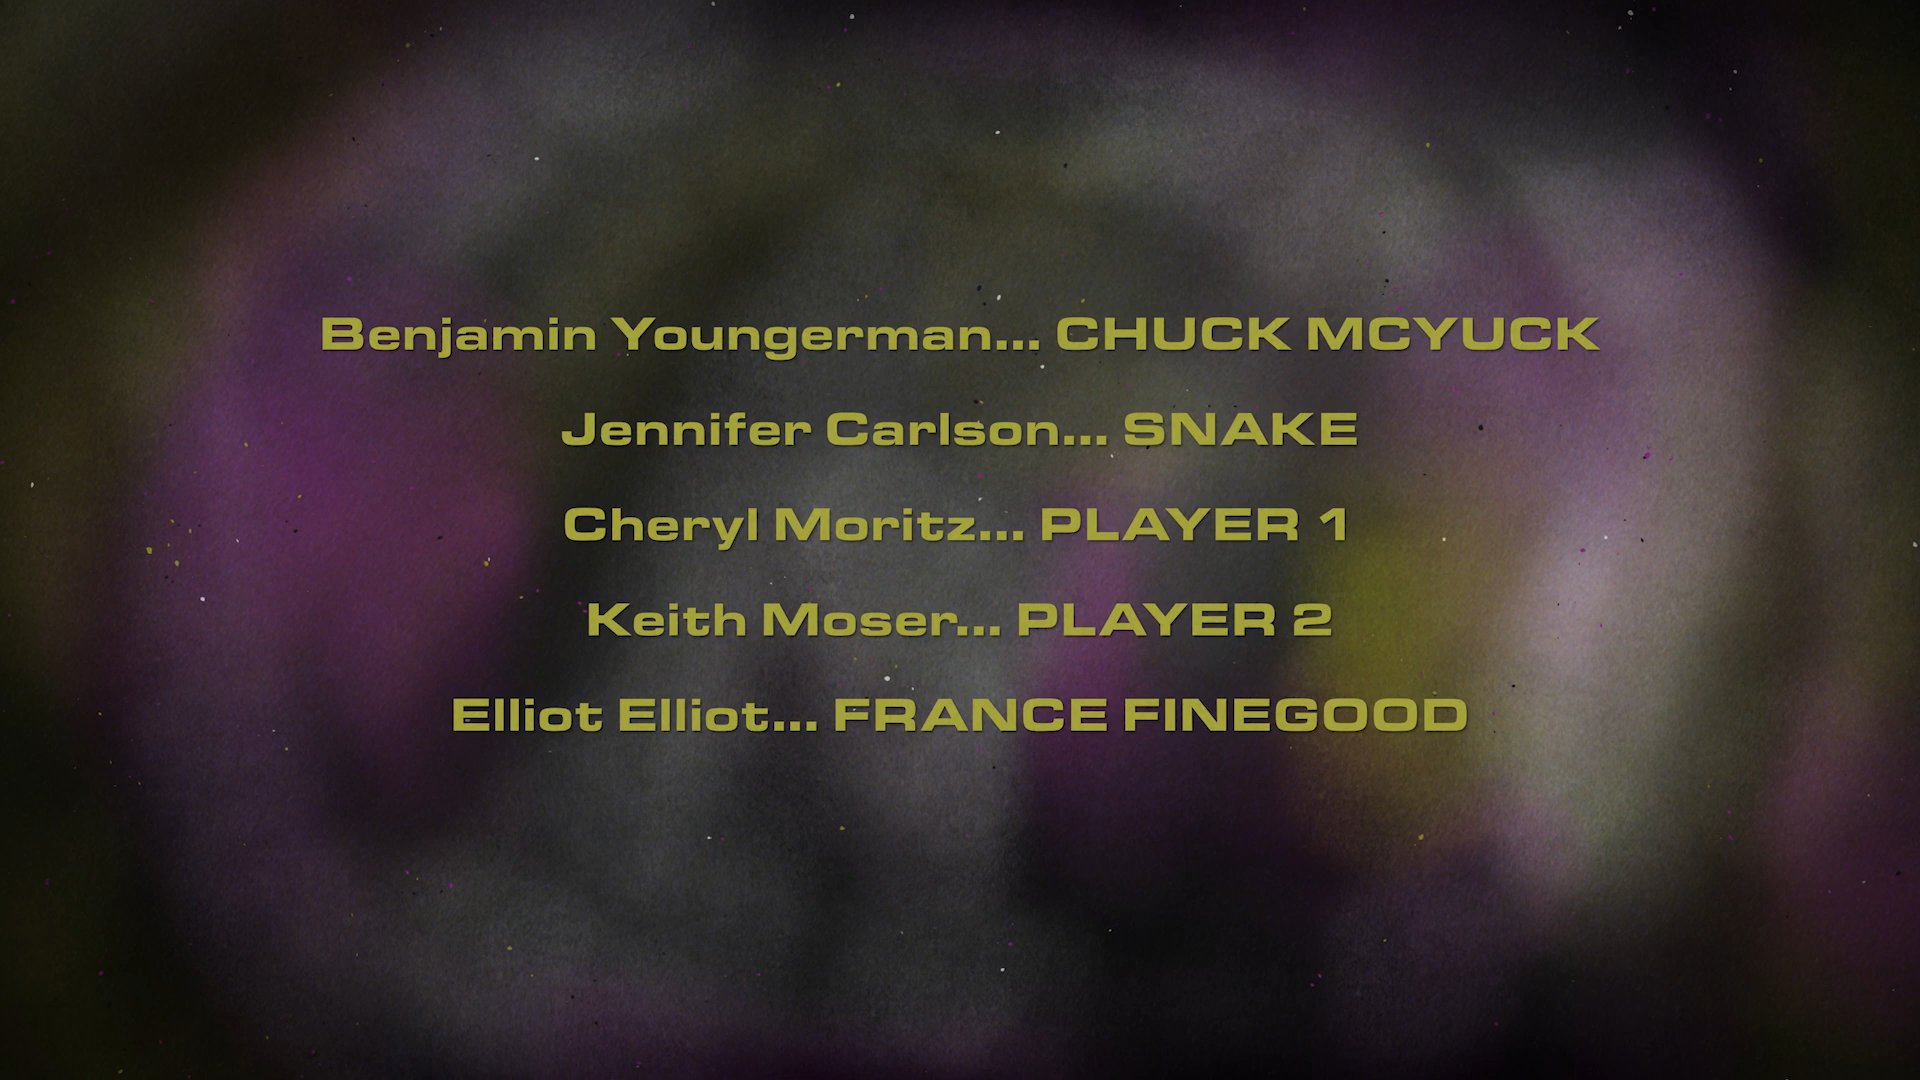 Benjamin Youngerman... CHUCK MCYUCK
Jennifer Carlson... SNAKE
Cheryl Moritz... PLAYER 1
Keith Moser... PLAYER 2
Elliot Elliot... FRANCE FINEGOOD